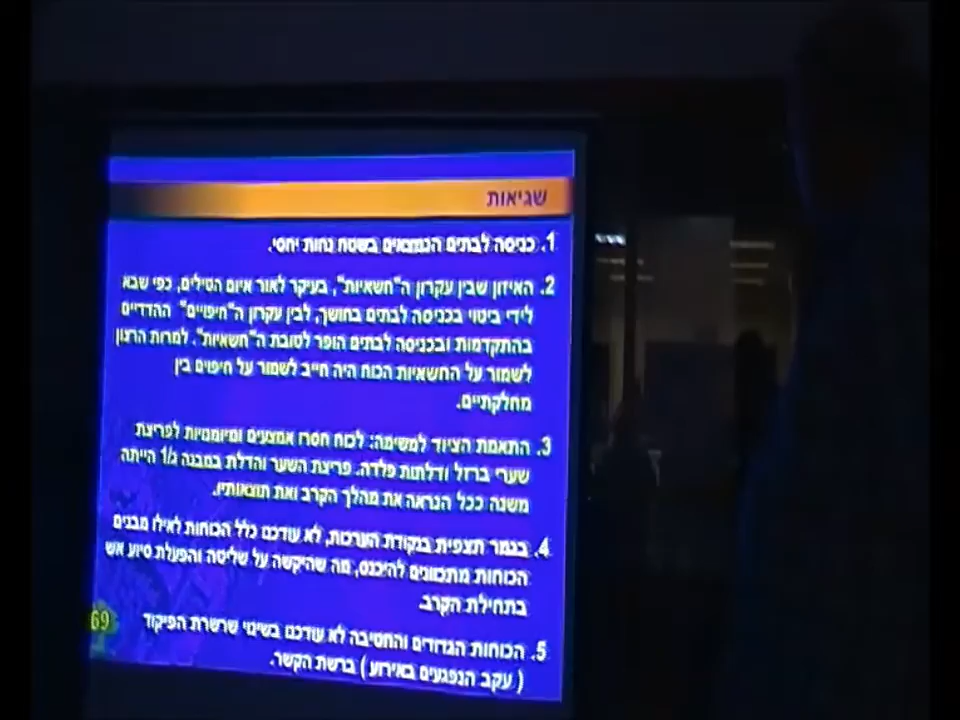 שגיאות
1. כניסה לבתים הנמצאים בשטח נחות יחסי.
2. האיזון שבין עקרון ה"חשאיות", בעיקר לאור איום הטילים, כפי שבא
לידי ביטוי בכניסה לבתים בחושך, לבין עקרון ה"חיפויים" ההדדיים
בהתקדמות ובכניסה לבתים הופר לטובת ה"חשאיות". למרות הרצון
לשמור על החשאיות הכוח היה חייב לשמור על חיפוים בין
מחלקתיים.
3. התאמת הציוד למשימה: לכוח חסרו אמצעים ומיומנויות לפריצת
שערי ברזל ודלתות פלדה. פריצת השער והדלת במבנה 1/ג הייתה
משנה ככל הנראה את מהלך הקרב ואת תוצאותיו.
4. בגמר תצפית בנקודת הערכות, לא עודכנו כלל הכוחות לאילו מבנים
הכוחות מתכוונים להיכנס, מה שהיקשה על שליטה והפעלת סיוע אש
בתחילת הקרב.
5. הכוחות הגדודים והחטיבה לא עודכנו בשינוי שרשרת הפיקוד
( עקב הנפגעים באירוע ) ברשת הקשר.
69